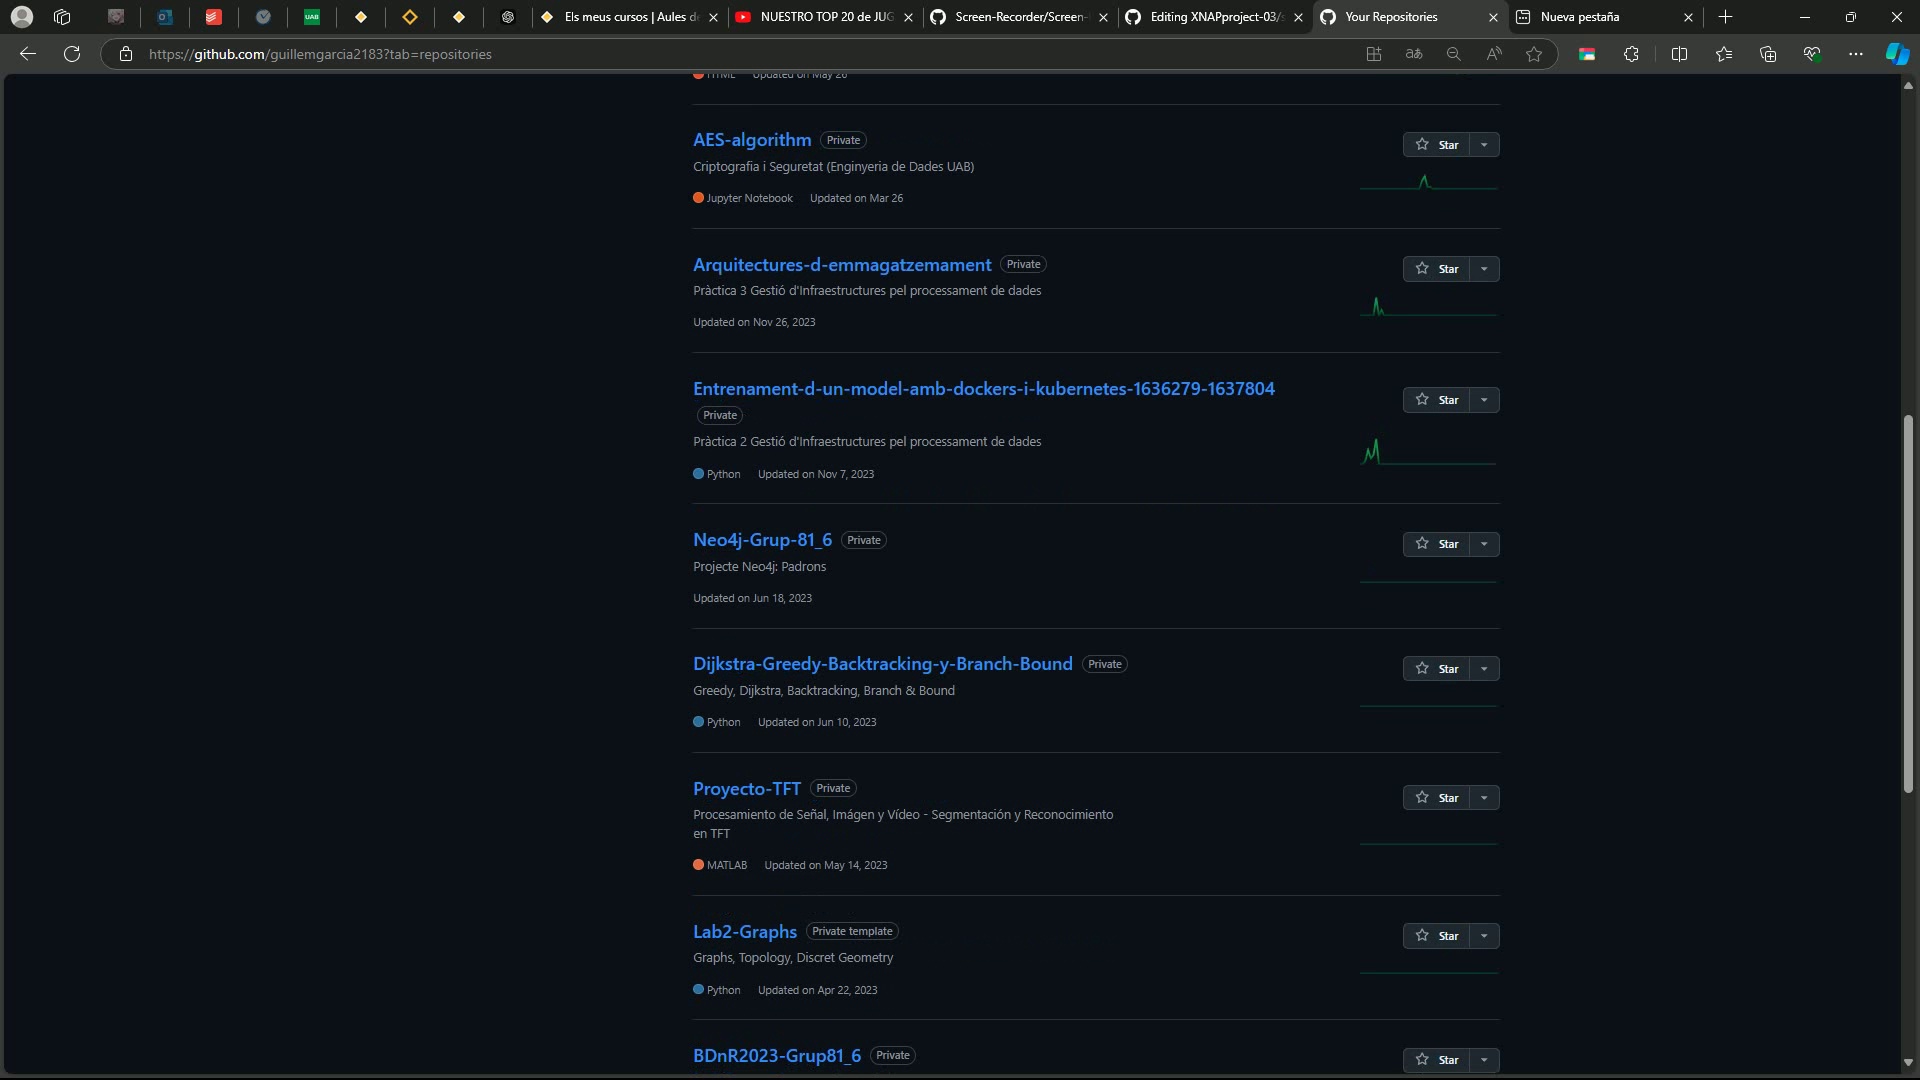 UAB
Els meus cursos | Aules d
NUESTRO TOP 20 de JUG
Screen-Recorder/Screen-
Editing XNAPproject-03/s
Your Repositories
Nueva pestaña
https://github.com/guillemgarcia2183?tab=repositories
HTML Updated on May 26
AES-algorithm Private
Star
Criptografia i Seguretat (Enginyeria de Dades UAB)
Jupyter Notebook Updated on Mar 26
Arquitectures-d-emmagatzemament Private
Star
Pràctica 3 Gestió d'Infraestructures pel processament de dades
Updated on Nov 26, 2023
Entrenament-d-un-model-amb-dockers-i-kubernetes-1636279-1637804
Private
Star
Pràctica 2 Gestió d'Infraestructures pel processament de dades
Python Updated on Nov 7, 2023
Neo4j-Grup-81_6 Private
Star
Projecte Neo4j: Padrons
Updated on Jun 18, 2023
Dijkstra-Greedy-Backtracking-y-Branch-Bound Private
Star
Greedy, Dijkstra, Backtracking, Branch & Bound
Python Updated on Jun 10, 2023
Proyecto-TFT Private
Star
Procesamiento de Señal, Imágen y Vídeo - Segmentación y Reconocimiento
en TFT
MATLAB Updated on May 14, 2023
Lab2-Graphs Private template
Star
Graphs, Topology, Discret Geometry
Python Updated on Apr 22, 2023
BDnR2023-Grup81_6 Private
Star